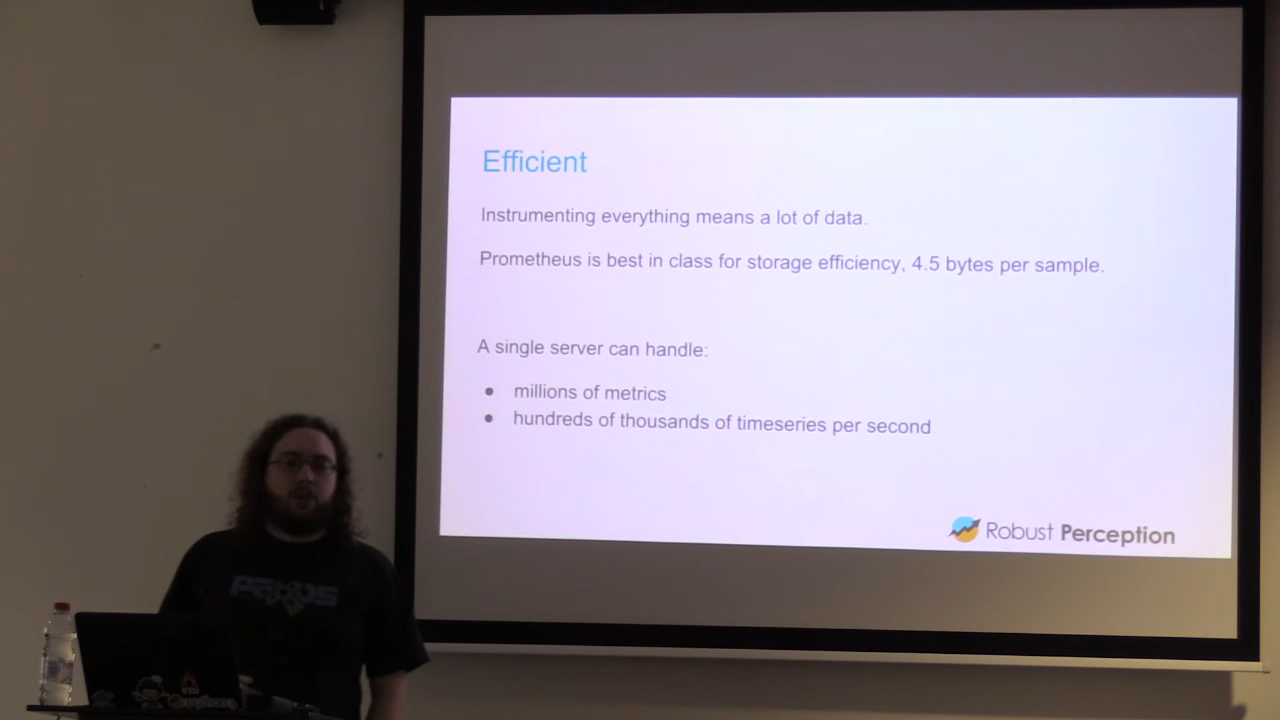 Efficient
Instrumenting everything means a lot of data.
Prometheus is best in class for storage efficiency, 4.5 bytes per sample.
A single server can handle:
● millions of metrics
● hundreds of thousands of timeseries per second
Robust Perception
PAXOS